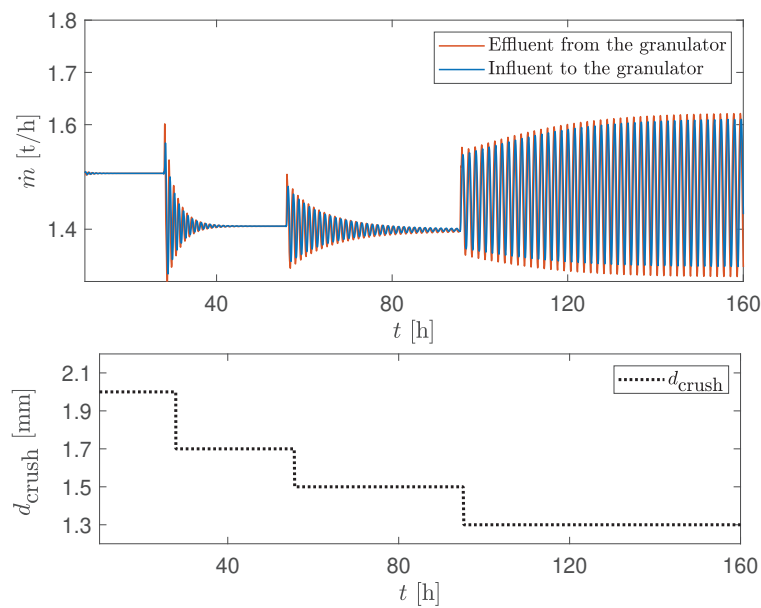 1.8
1.7
1.6
1.4
ṁ [t/h]
Effluent from the granulator
Influent to the granulator
40
80
120
160
t [h]
2.1
1.9
1.7
1.5
1.3
d_crush [mm]
d_crush
40
80
120
160
t [h]